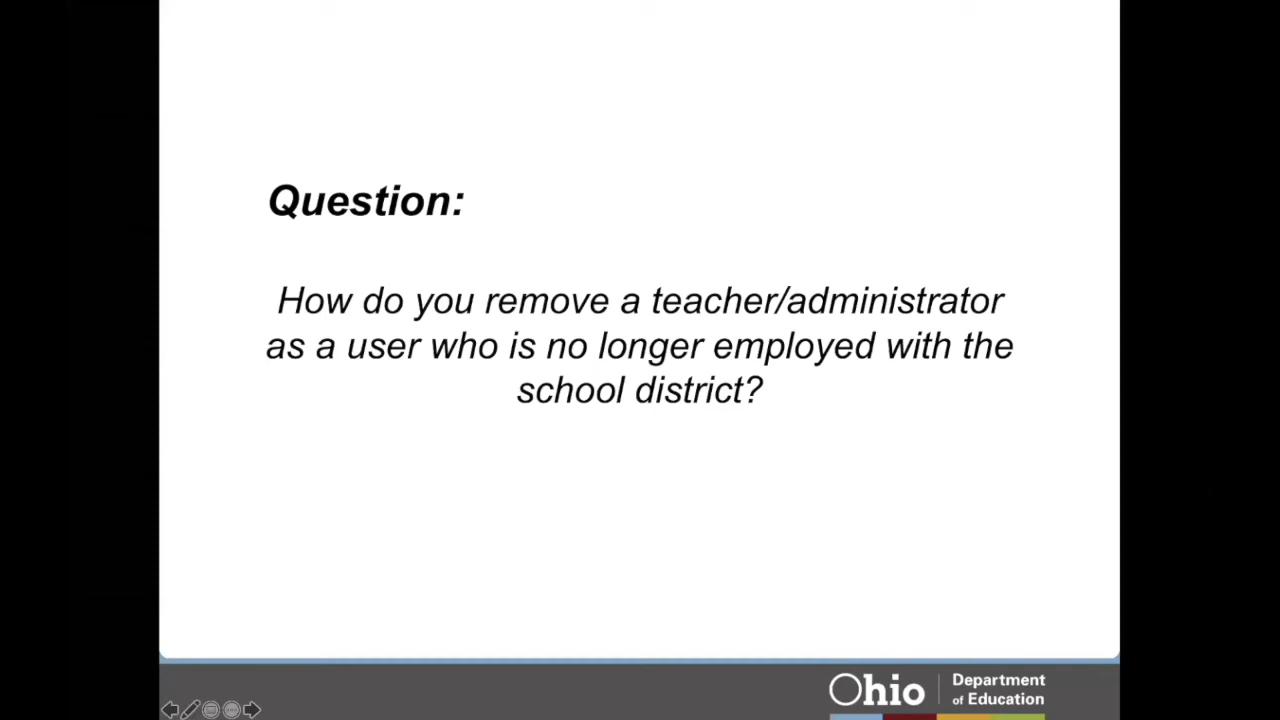 Question:
How do you remove a teacher/administrator
as a user who is no longer employed with the
school district?
Ohio
Department
of Education